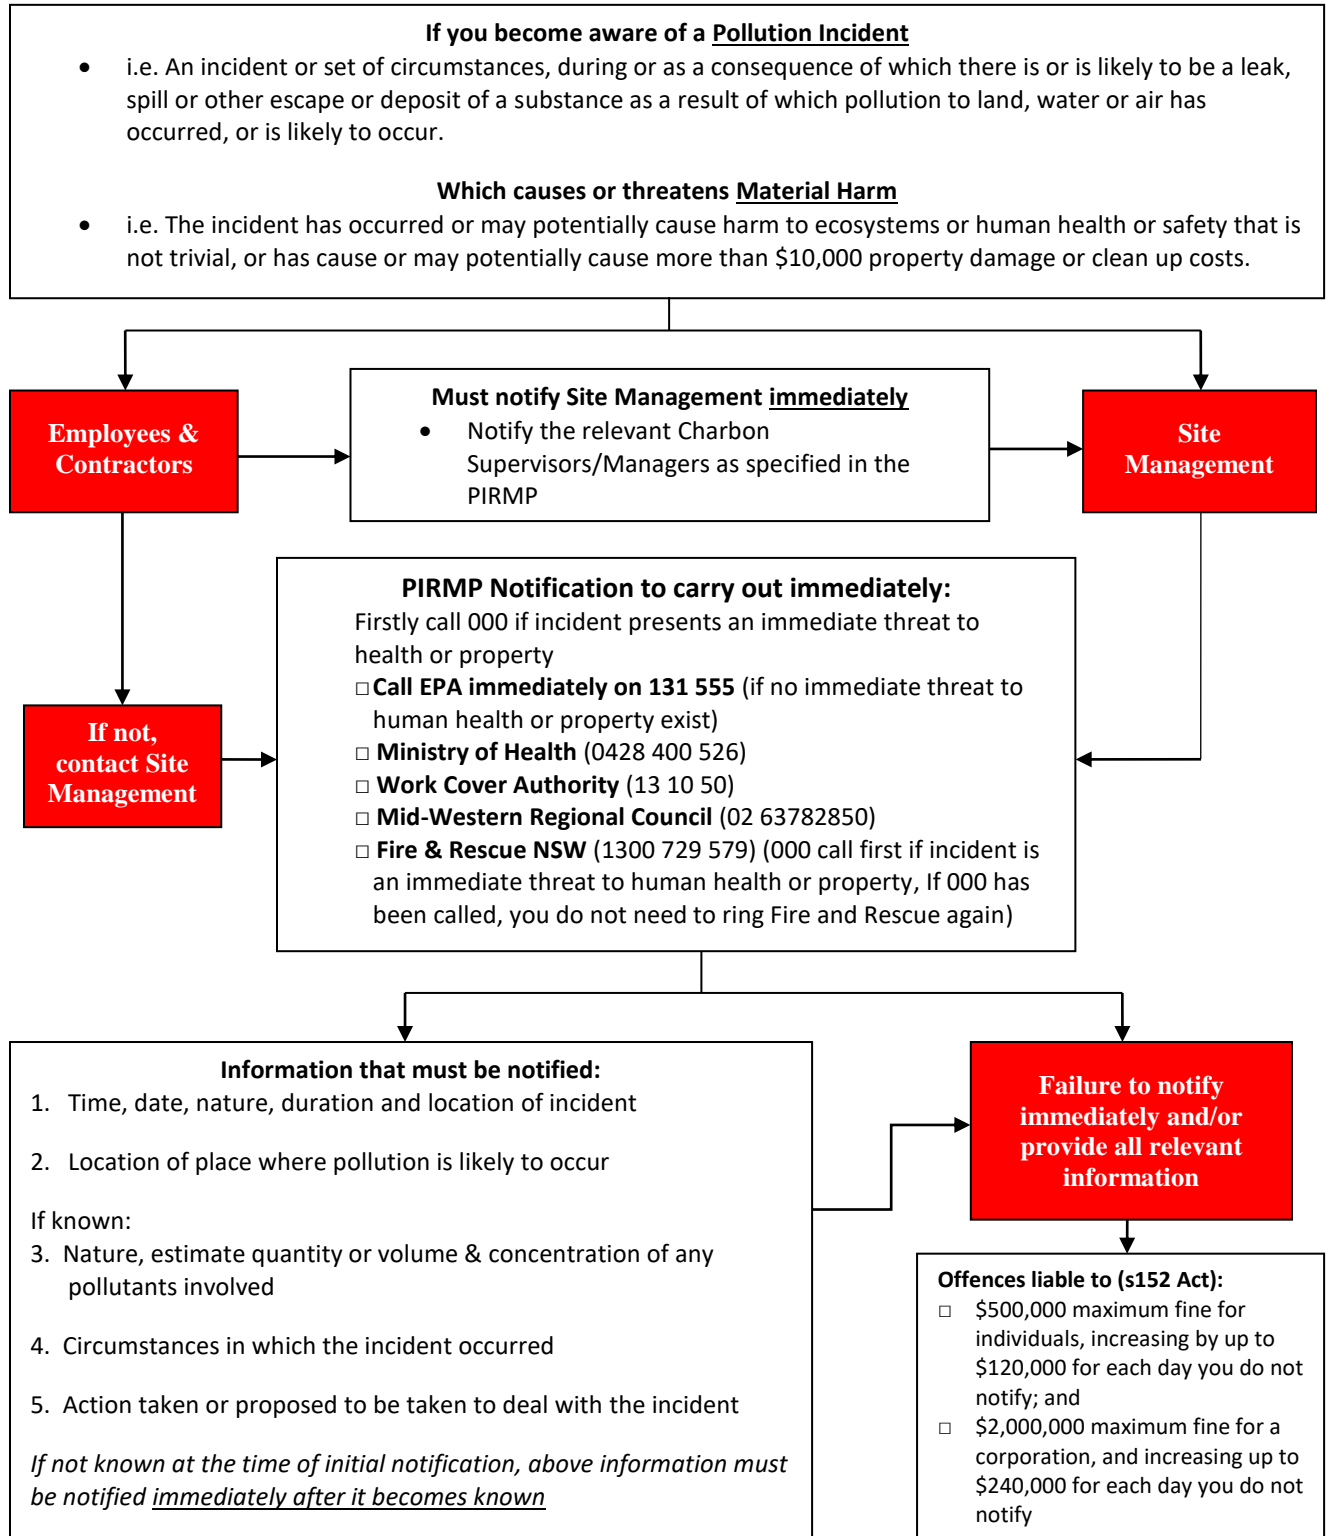 If you become aware of a Pollution Incident
• i.e. An incident or set of circumstances, during or as a consequence of which there is or is likely to be a leak,
spill or other escape or deposit of a substance as a result of which pollution to land, water or air has
occurred, or is likely to occur.
Which causes or threatens Material Harm
• i.e. The incident has occurred or may potentially cause harm to ecosystems or human health or safety that is
not trivial, or has cause or may potentially cause more than $10,000 property damage or clean up costs.
Employees &
Contractors
Must notify Site Management immediately
• Notify the relevant Charbon
Supervisors/Managers as specified in the
PIRMP
Site
Management
If not,
contact Site
Management
PIRMP Notification to carry out immediately:
Firstly call 000 if incident presents an immediate threat to
health or property
□ Call EPA immediately on 131 555 (if no immediate threat to
human health or property exist)
□ Ministry of Health (0428 400 526)
□ Work Cover Authority (13 10 50)
□ Mid-Western Regional Council (02 63782850)
□ Fire & Rescue NSW (1300 729 579) (000 call first if incident is
an immediate threat to human health or property, If 000 has
been called, you do not need to ring Fire and Rescue again)
Information that must be notified:
1. Time, date, nature, duration and location of incident
2. Location of place where pollution is likely to occur
If known:
3. Nature, estimate quantity or volume & concentration of any
pollutants involved
4. Circumstances in which the incident occurred
5. Action taken or proposed to be taken to deal with the incident
If not known at the time of initial notification, above information must
be notified immediately after it becomes known
Failure to notify
immediately and/or
provide all relevant
information
Offences liable to (s152 Act):
□ $500,000 maximum fine for
individuals, increasing by up to
$120,000 for each day you do not
notify; and
□ $2,000,000 maximum fine for a
corporation, and increasing up to
$240,000 for each day you do not
notify